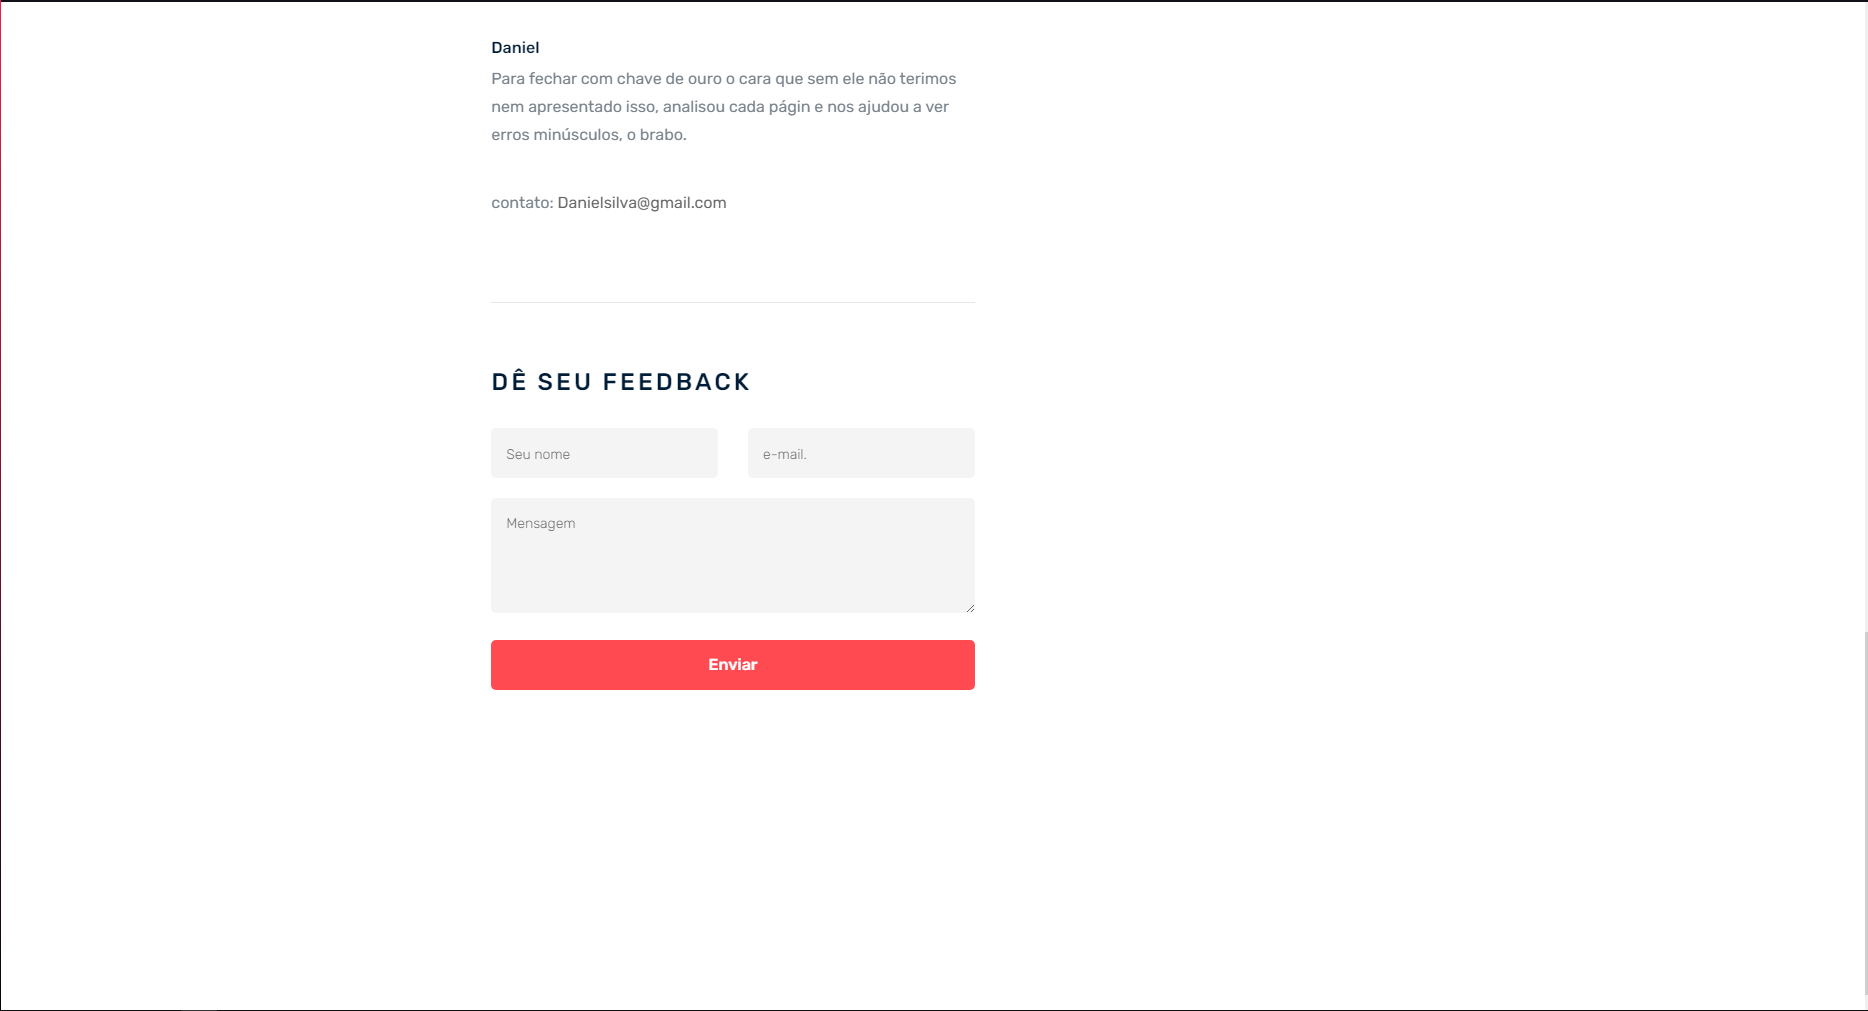 Daniel
Para fechar com chave de ouro o cara que sem ele não terimos
nem apresentado isso, analisou cada págin e nos ajudou a ver
erros minúsculos, o brabo.
contato: Danielsilva@gmail.com
DÊ SEU FEEDBACK
Seu nome
e-mail.
Mensagem
Enviar